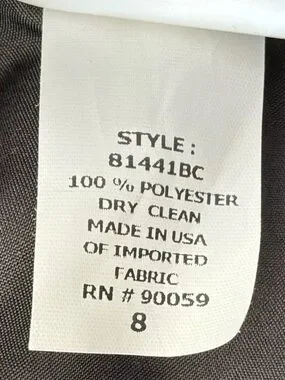 STYLE :
81441BC
100 % POLYESTER
DRY CLEAN
MADE IN USA
OF IMPORTED
FABRIC
RN # 90059
8